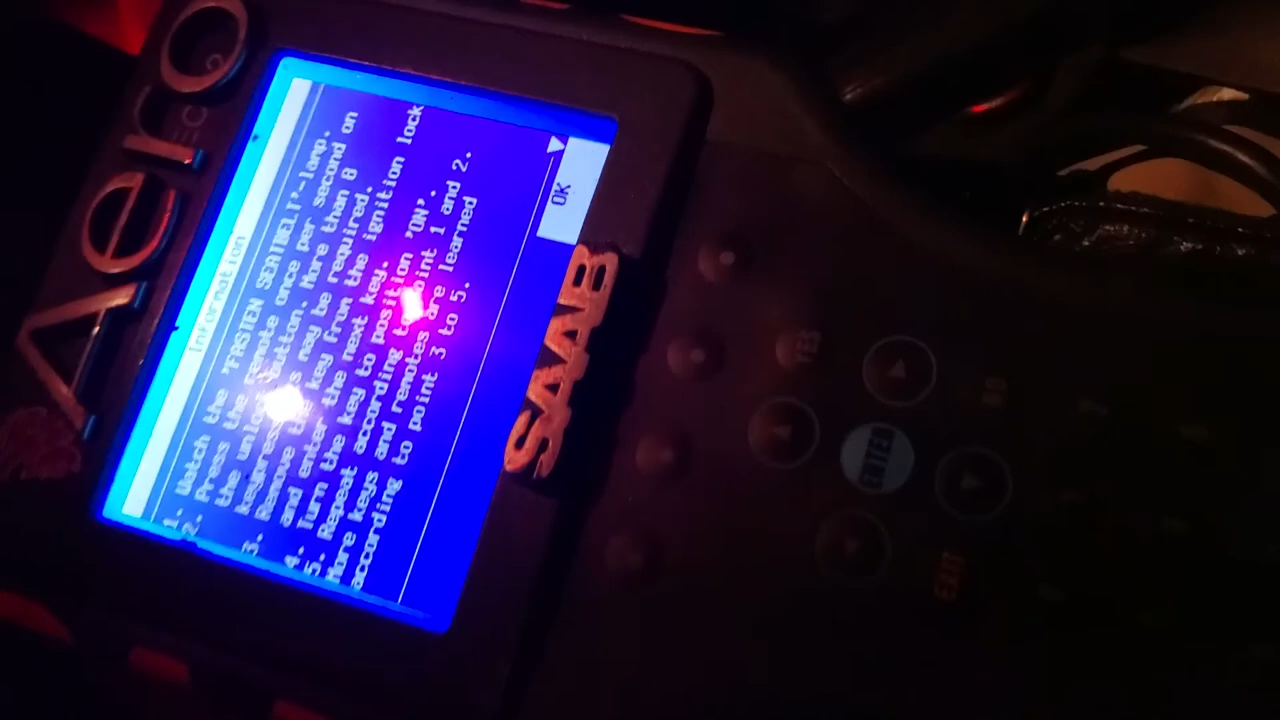 Aero
Information
1. Watch the 'FASTEN SEATBELT'-lamp.
2. Press the remote once per second on
the unlock button. More than 8
keypresses may be required.
3. Remove the key from the ignition lock
and enter the next key.
4. Turn the key to position 'ON'.
5. Repeat according to point 1 and 2.
More keys and remotes are learned
according to point 3 to 5.
OK
SAAB
YES
NO
ENTER
EXIT